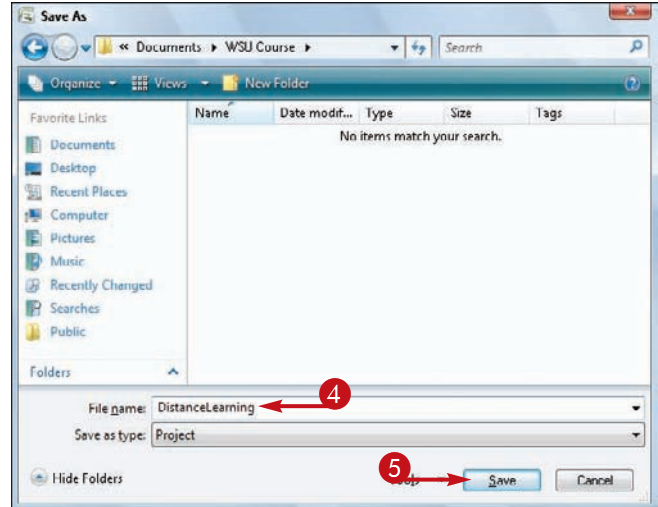 Save As
« Documents ▸ WSU Course ▸ Search
Organize Views New Folder
Favorite Links
Name Date modif... Type Size Tags
No items match your search.
Documents
Desktop
Recent Places
Computer
Pictures
Music
Recently Changed
Searches
Public
Folders
4
File name: DistanceLearning
Save as type: Project
5
Hide Folders Save Cancel